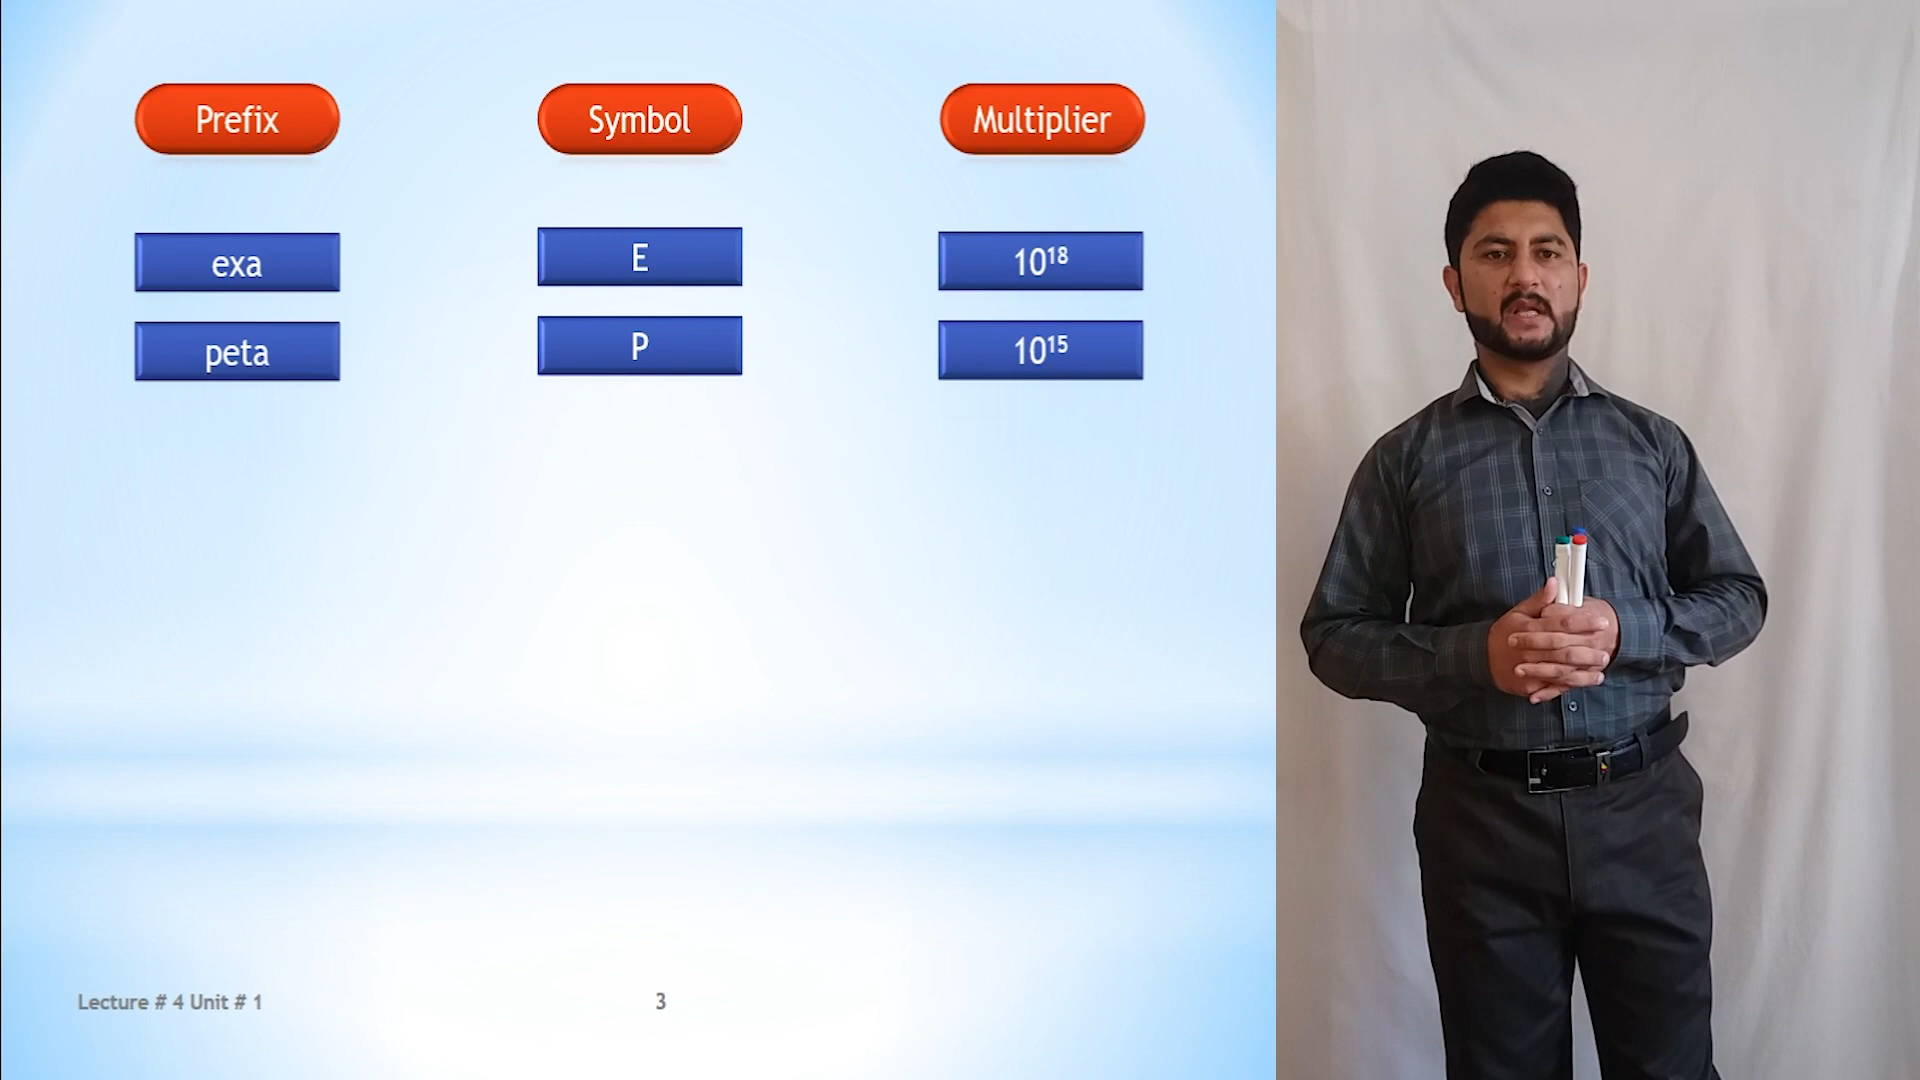 Prefix Symbol Multiplier
exa E 10¹⁸
peta P 10¹⁵
Lecture # 4 Unit # 1 3